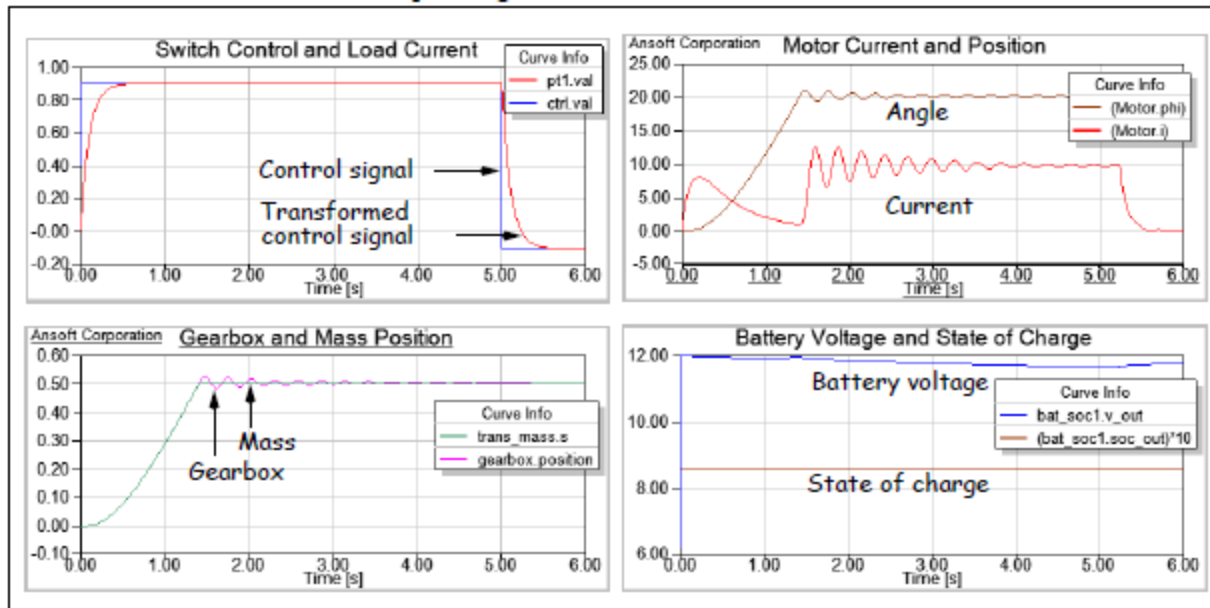 Switch Control and Load Current
Curve Info
pt1.val
ctrl.val
1.00
0.80
0.60
0.40
0.20
-0.00
-0.20
Control signal
Transformed
control signal
0.00 1.00 2.00 3.00 4.00 5.00 6.00
Time [s]
Ansoft Corporation
Motor Current and Position
Curve Info
(Motor.phi)
(Motor.i)
25.00
20.00
15.00
10.00
5.00
0.00
-5.00
Angle
Current
0.00 1.00 2.00 3.00 4.00 5.00 6.00
Time [s]
Ansoft Corporation
Gearbox and Mass Position
0.60
0.50
0.40
0.30
0.20
0.10
0.00
-0.10
Curve Info
trans_mass.s
gearbox.position
Mass
Gearbox
0.00 1.00 2.00 3.00 4.00 5.00 6.00
Time [s]
Battery Voltage and State of Charge
12.00
10.00
8.00
6.00
Battery voltage
Curve Info
bat_soc1.v_out
(bat_soc1.soc_out)*10
State of charge
0.00 1.00 2.00 3.00 4.00 5.00 6.00
Time [s]